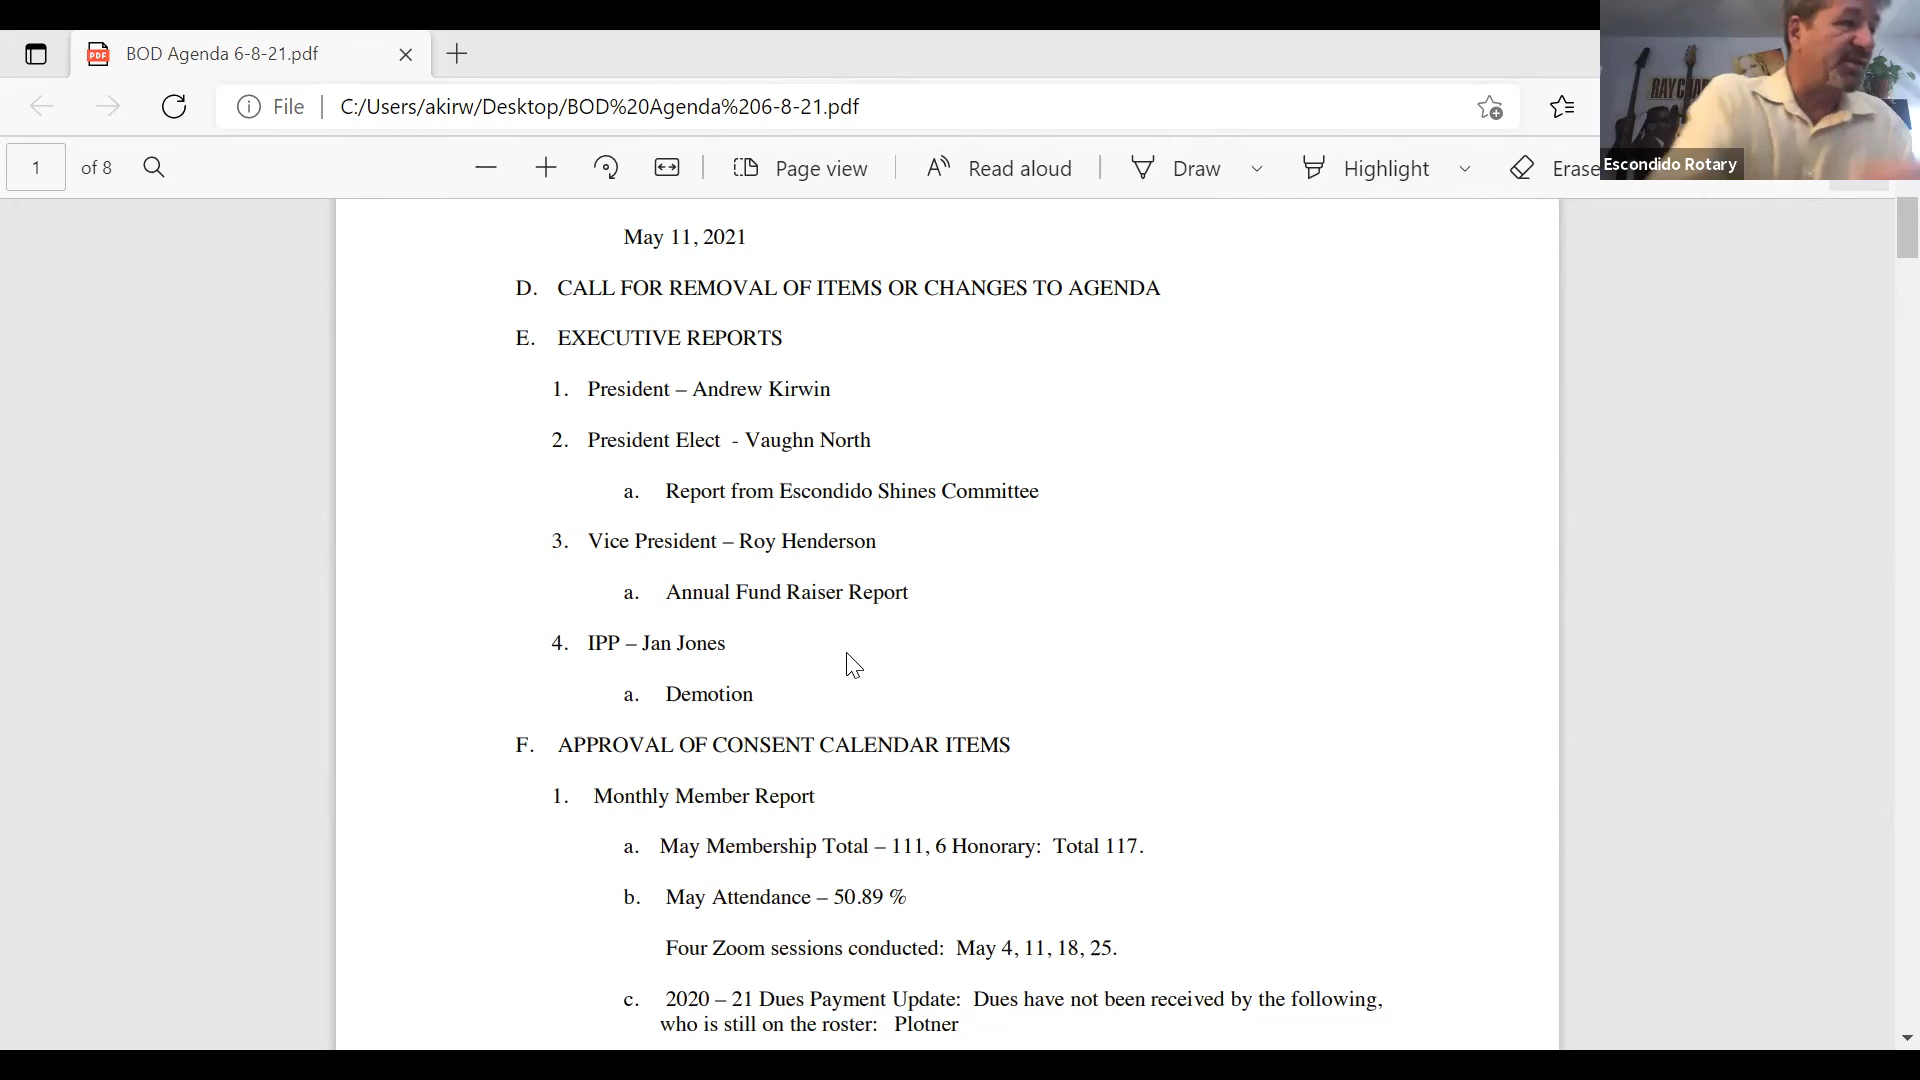 BOD Agenda 6-8-21.pdf
File C:/Users/akirw/Desktop/BOD%20Agenda%206-8-21.pdf
1 of 8 Page view Read aloud Draw Highlight Erase
RAY CHA
Escondido Rotary
May 11, 2021
D. CALL FOR REMOVAL OF ITEMS OR CHANGES TO AGENDA
E. EXECUTIVE REPORTS
1. President – Andrew Kirwin
2. President Elect - Vaughn North
a. Report from Escondido Shines Committee
3. Vice President – Roy Henderson
a. Annual Fund Raiser Report
4. IPP – Jan Jones
a. Demotion
F. APPROVAL OF CONSENT CALENDAR ITEMS
1. Monthly Member Report
a. May Membership Total – 111, 6 Honorary: Total 117.
b. May Attendance – 50.89 %
Four Zoom sessions conducted: May 4, 11, 18, 25.
c. 2020 – 21 Dues Payment Update: Dues have not been received by the following,
who is still on the roster: Plotner